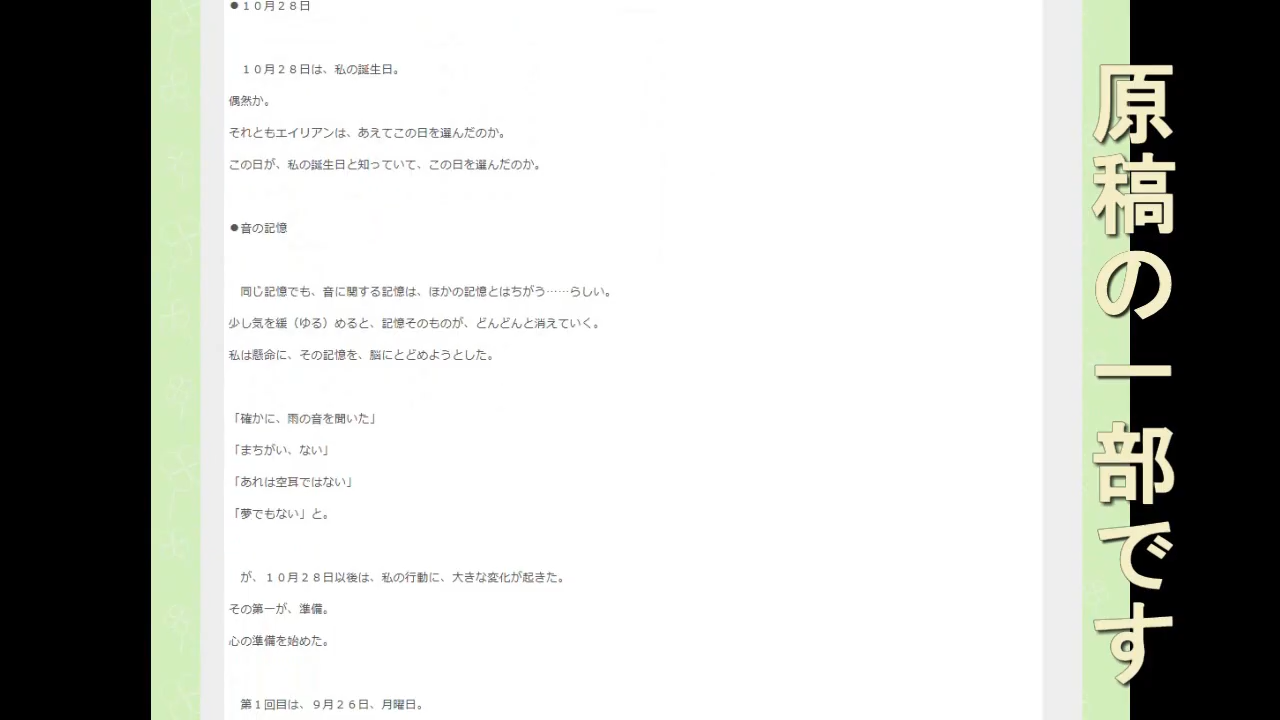 ●１０月２８日
１０月２８日は、私の誕生日。
偶然か。
それともエイリアンは、あえてこの日を選んだのか。
この日が、私の誕生日と知っていて、この日を選んだのか。
●音の記憶
同じ記憶でも、音に関する記憶は、ほかの記憶とはちがう……らしい。
少し気を緩（ゆる）めると、記憶そのものが、どんどんと消えていく。
私は懸命に、その記憶を、脳にとどめようとした。
「確かに、雨の音を聞いた」
「まちがい、ない」
「あれは空耳ではない」
「夢でもない」と。
が、１０月２８日以後は、私の行動に、大きな変化が起きた。
その第一が、準備。
心の準備を始めた。
第１回目は、９月２６日、月曜日。
原稿の一部です